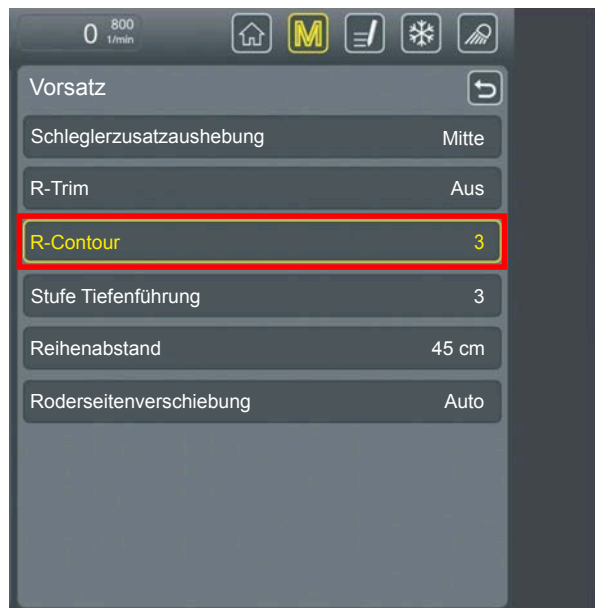 0 800 1/min M
Vorsatz
Schleglerzusatzaushebung Mitte
R-Trim Aus
R-Contour 3
Stufe Tiefenführung 3
Reihenabstand 45 cm
Roderseitenverschiebung Auto